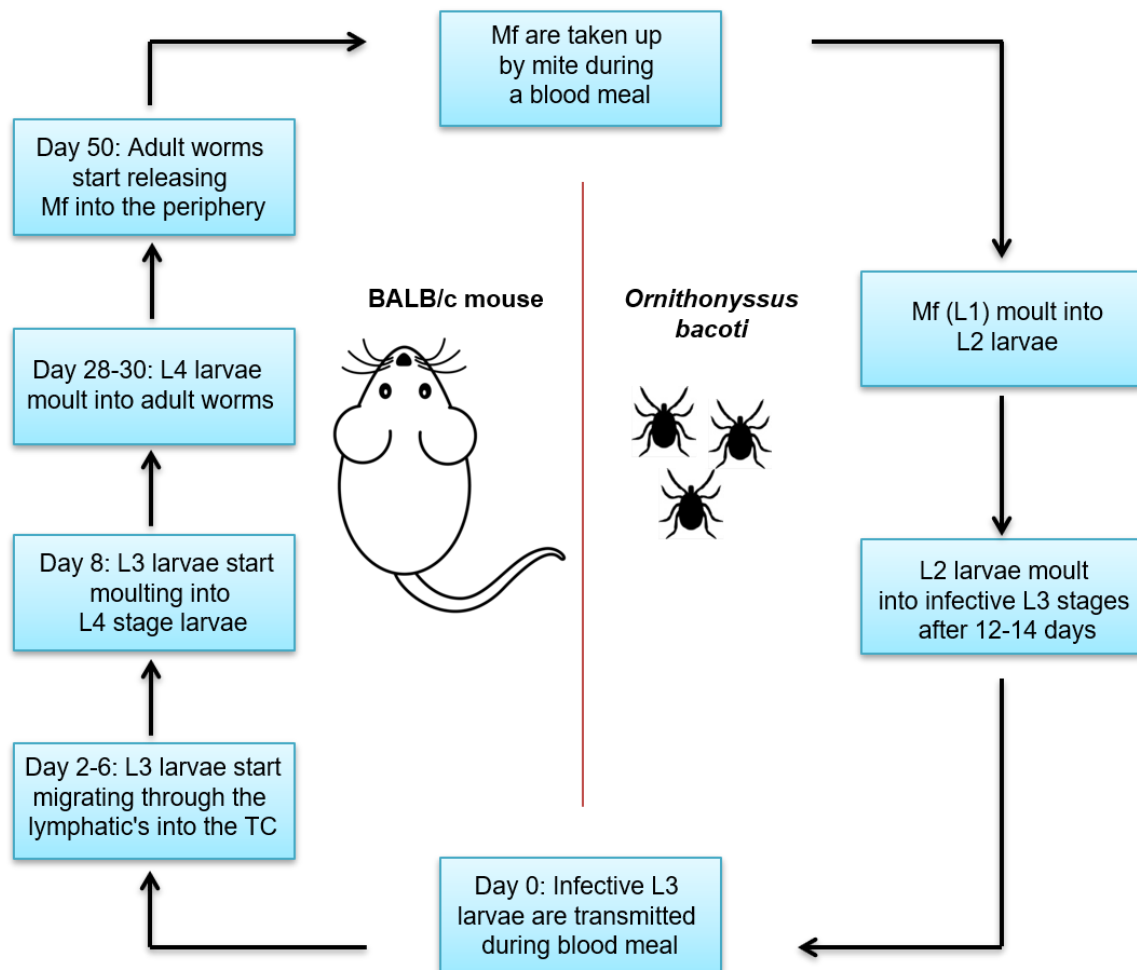 Mf are taken up
by mite during
a blood meal
Day 50: Adult worms
start releasing
Mf into the periphery
BALB/c mouse
Ornithonyssus
bacoti
Mf (L1) moult into
L2 larvae
Day 28-30: L4 larvae
moult into adult worms
Day 8: L3 larvae start
moulting into
L4 stage larvae
L2 larvae moult
into infective L3 stages
after 12-14 days
Day 2-6: L3 larvae start
migrating through the
lymphatic's into the TC
Day 0: Infective L3
larvae are transmitted
during blood meal